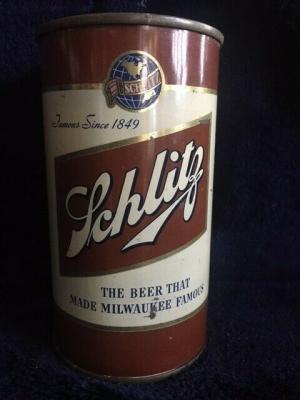 SCHLITZ
Famous Since 1849
Schlitz
THE BEER THAT
MADE MILWAUKEE FAMOUS